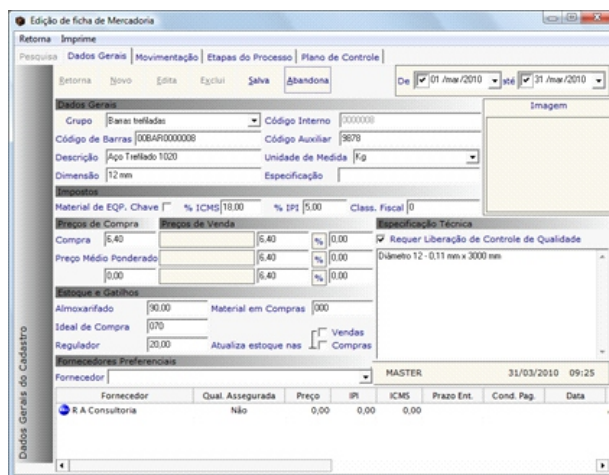 Edição de ficha de Mercadoria
Retorna Imprime
Pesquisa Dados Gerais Movimentação Etapas do Processo Plano de Controle
Retorna Novo Edita Exclui Salva Abandona De 01 /mar/2010 até 31 /mar/2010
Dados Gerais Imagem
Grupo Barras trefiladas Código Interno 0000008
Código de Barras 00BAR0000008 Código Auxiliar 9878
Descrição Aço Trefilado 1020 Unidade de Medida Kg
Dimensão 12 mm Especificação
Impostos
Material de EQP. Chave % ICMS 18,00 % IPI 5,00 Class. Fiscal 0
Preços de Compra Preços de Venda Especificação Técnica
Compra 6,40 6,40 % 0,00 Requer Liberação de Controle de Qualidade
Preço Médio Ponderado 6,40 % 0,00 Diâmetro 12 - 0,11 mm x 3000 mm
0,00 6,40 % 0,00
Estoque e Gatilhos
Almoxarifado 90,00 Material em Compras 000
Ideal de Compra 070 Vendas
Regulador 20,00 Atualiza estoque nas Compras
Fornecedores Preferenciais
Fornecedor MASTER 31/03/2010 09:25
Fornecedor Qual. Assegurada Preço IPI ICMS Prazo Ent. Cond. Pag. Data
R A Consultoria Não 0,00 0,00 0,00
Dados Gerais do Cadastro